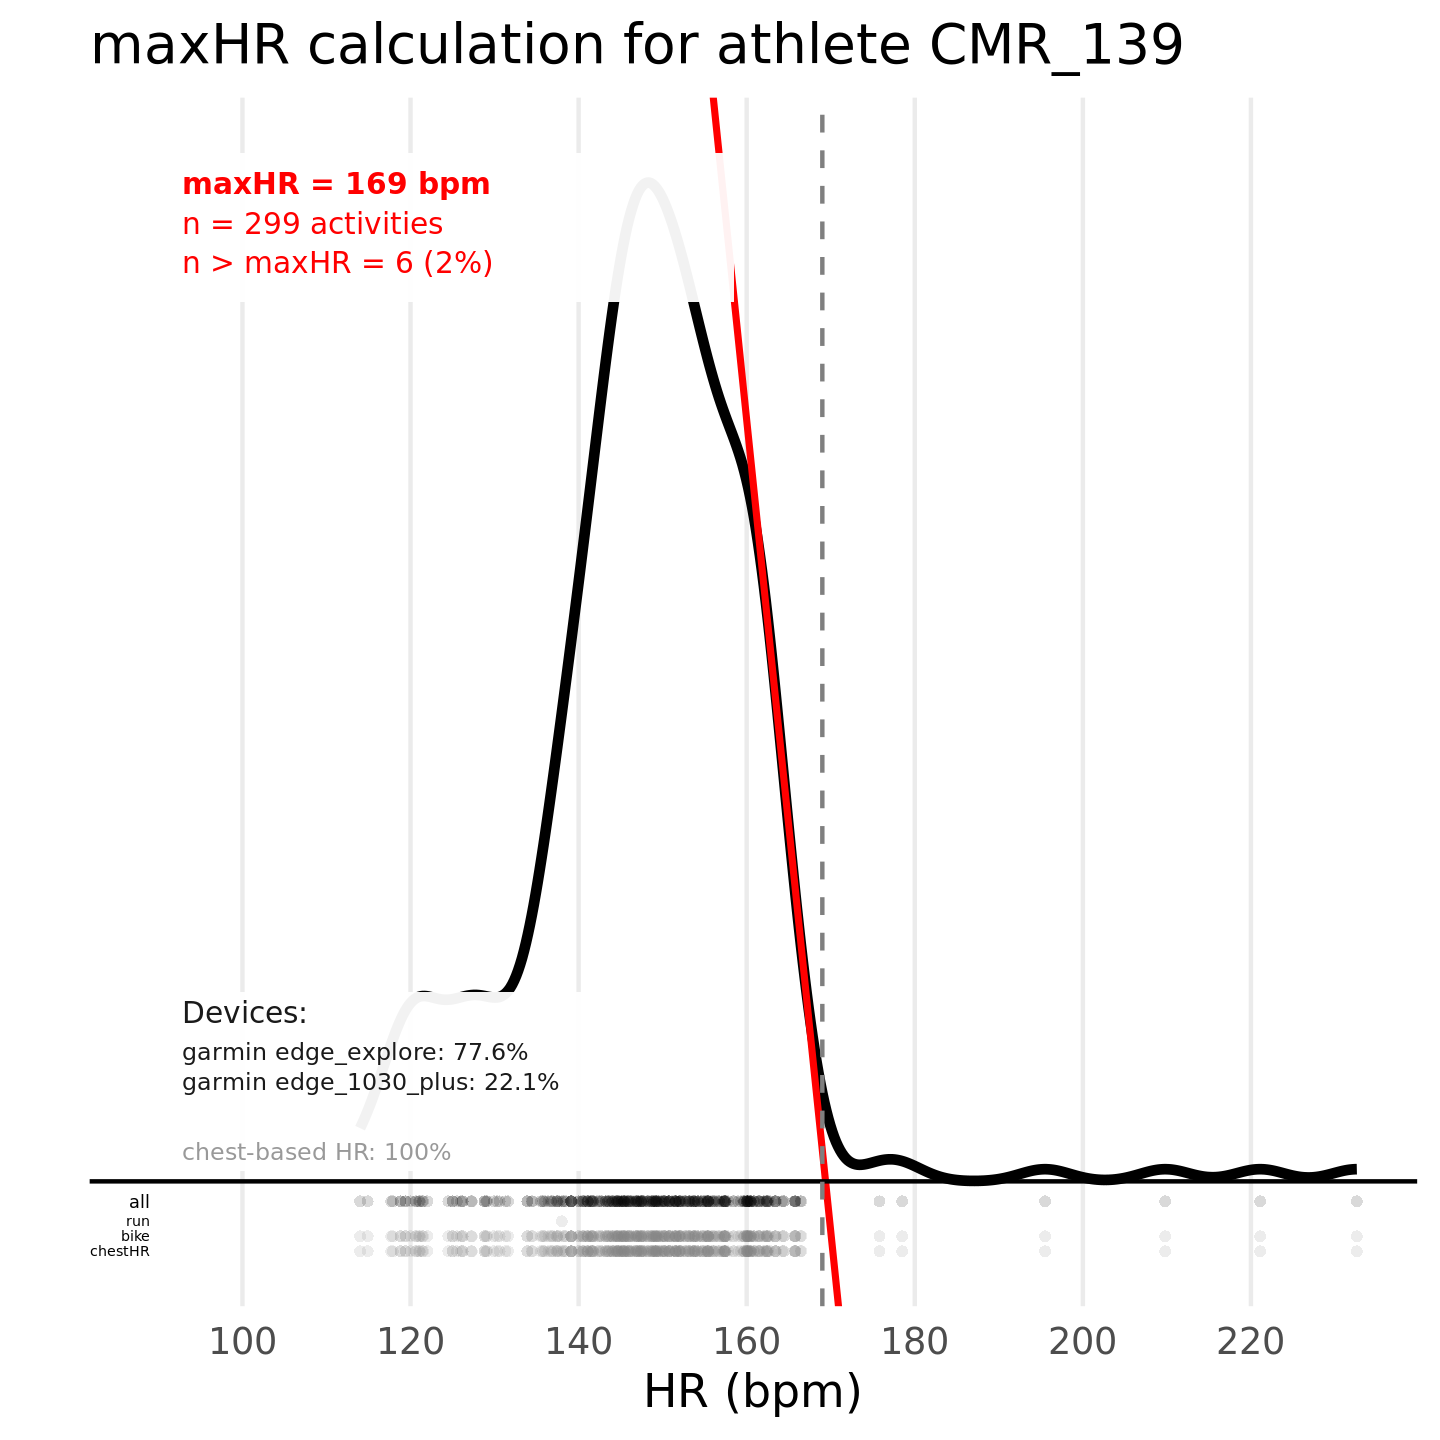 maxHR calculation for athlete CMR_139
maxHR = 169 bpm
n = 299 activities
n > maxHR = 6 (2%)
Devices:
garmin edge_explore: 77.6%
garmin edge_1030_plus: 22.1%
chest-based HR: 100%
all
run
bike
chestHR
100 120 140 160 180 200 220
HR (bpm)